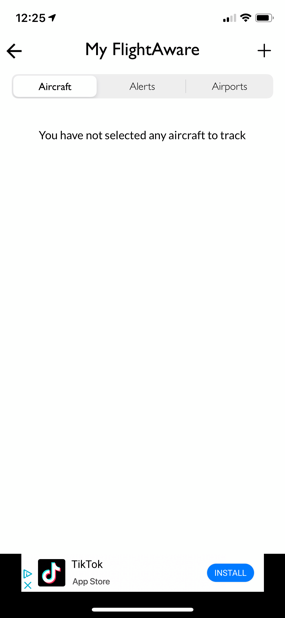 12:25
My FlightAware
Aircraft Alerts Airports
You have not selected any aircraft to track
TikTok
App Store
INSTALL